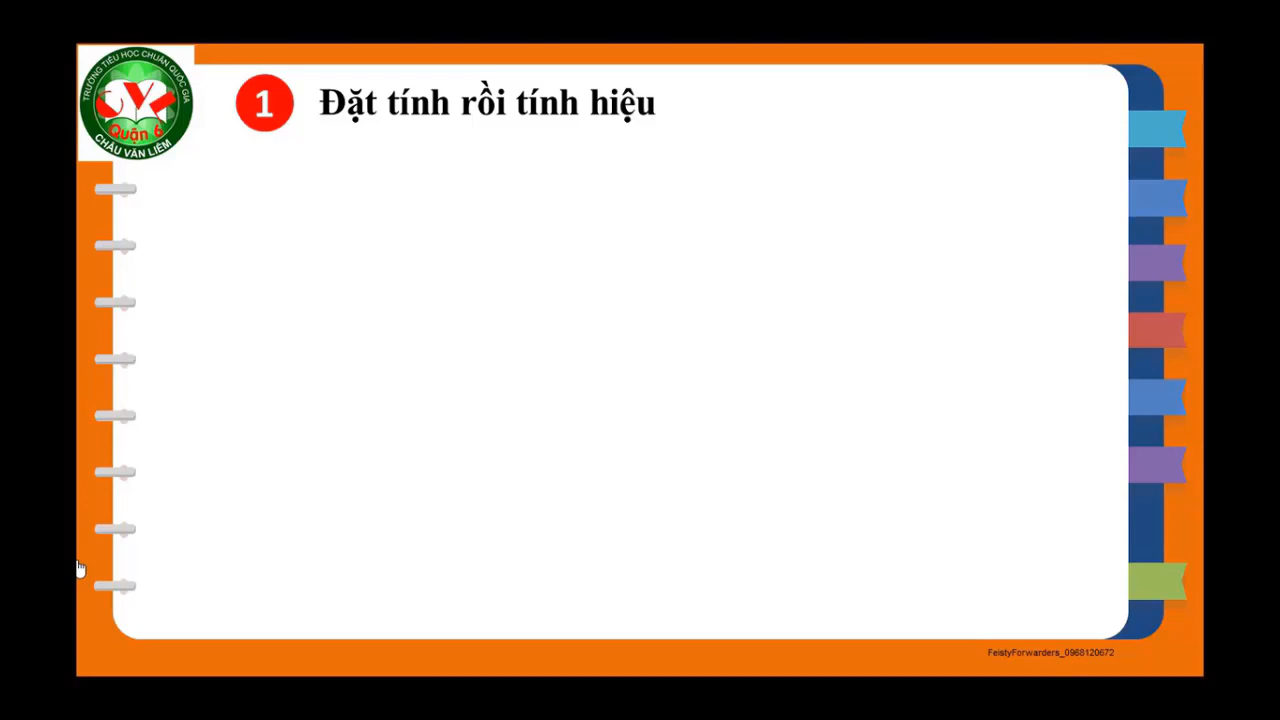 TRƯỜNG TIỂU HỌC CHUẨN QUỐC GIA
Quận 6
CHÂU VĂN LIÊM
1 Đặt tính rồi tính hiệu
FeistyForwarders_0968120672